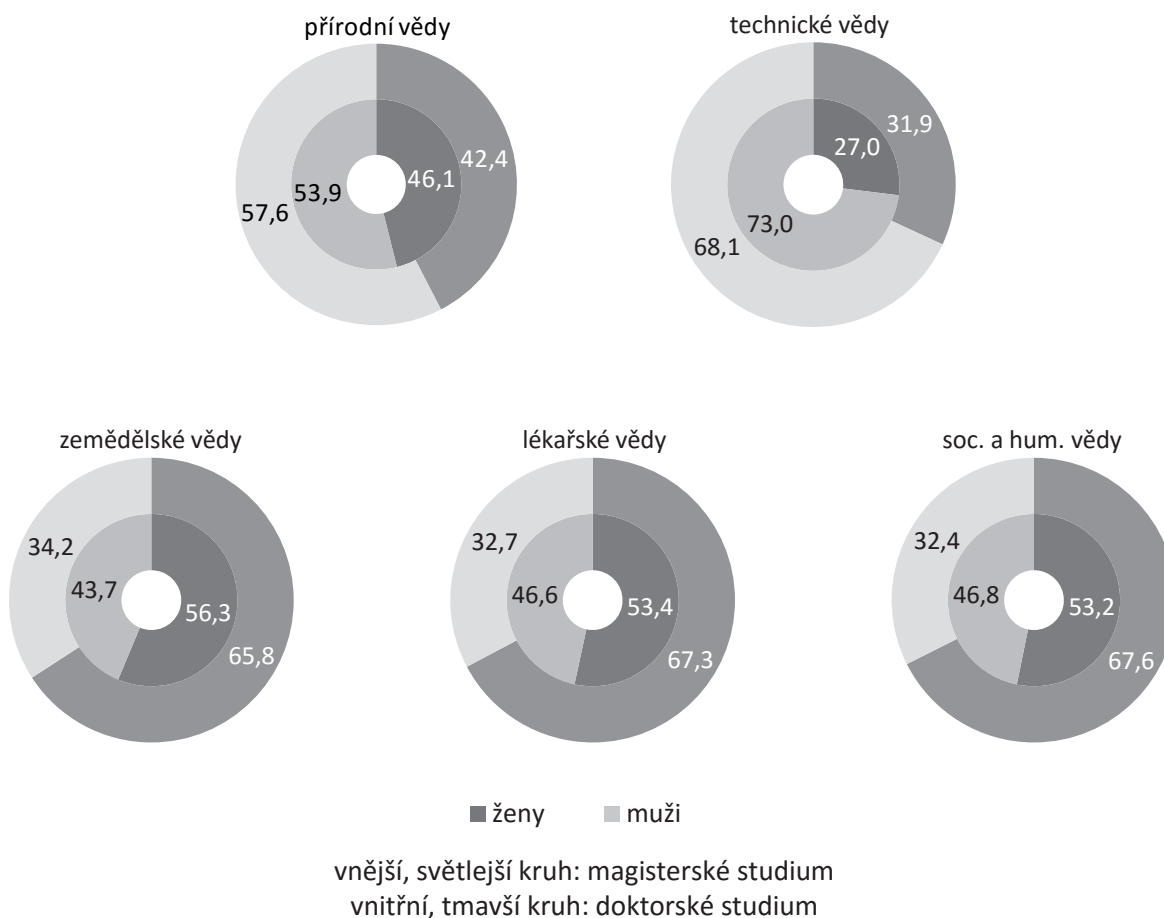 přírodní vědy
technické vědy
42,4
46,1
53,9
57,6
31,9
27,0
73,0
68,1
zemědělské vědy
lékařské vědy
soc. a hum. vědy
34,2
43,7
56,3
65,8
32,7
46,6
53,4
67,3
32,4
46,8
53,2
67,6
ženy
muži
vnější, světlejší kruh: magisterské studium
vnitřní, tmavší kruh: doktorské studium